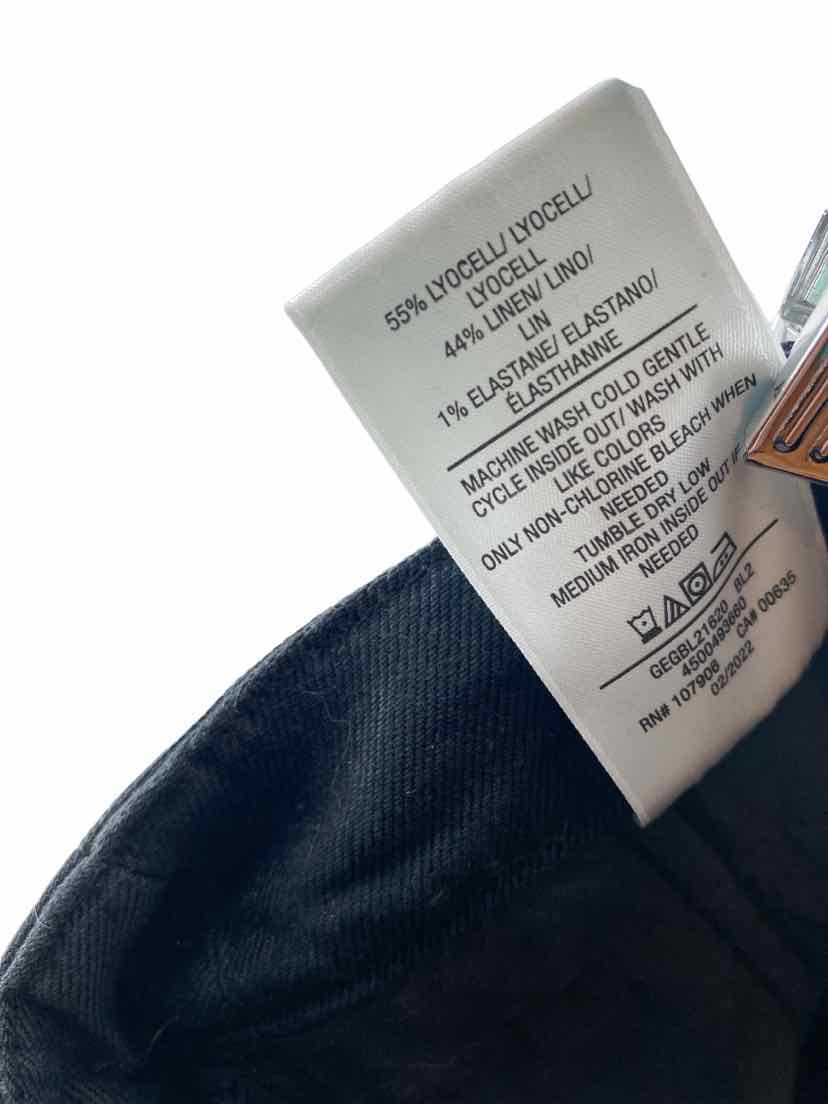 55% LYOCELL/ LYOCELL/
LYOCELL
44% LINEN/ LINO/
LIN
1% ELASTANE/ ELASTANO/
ÉLASTHANNE
MACHINE WASH COLD GENTLE
CYCLE INSIDE OUT/ WASH WITH
LIKE COLORS
ONLY NON-CHLORINE BLEACH WHEN
NEEDED
TUMBLE DRY LOW
MEDIUM IRON INSIDE OUT IF
NEEDED
GEGBL21620 BL2
4500493660
RN# 107906 CA# 00635
02/2022